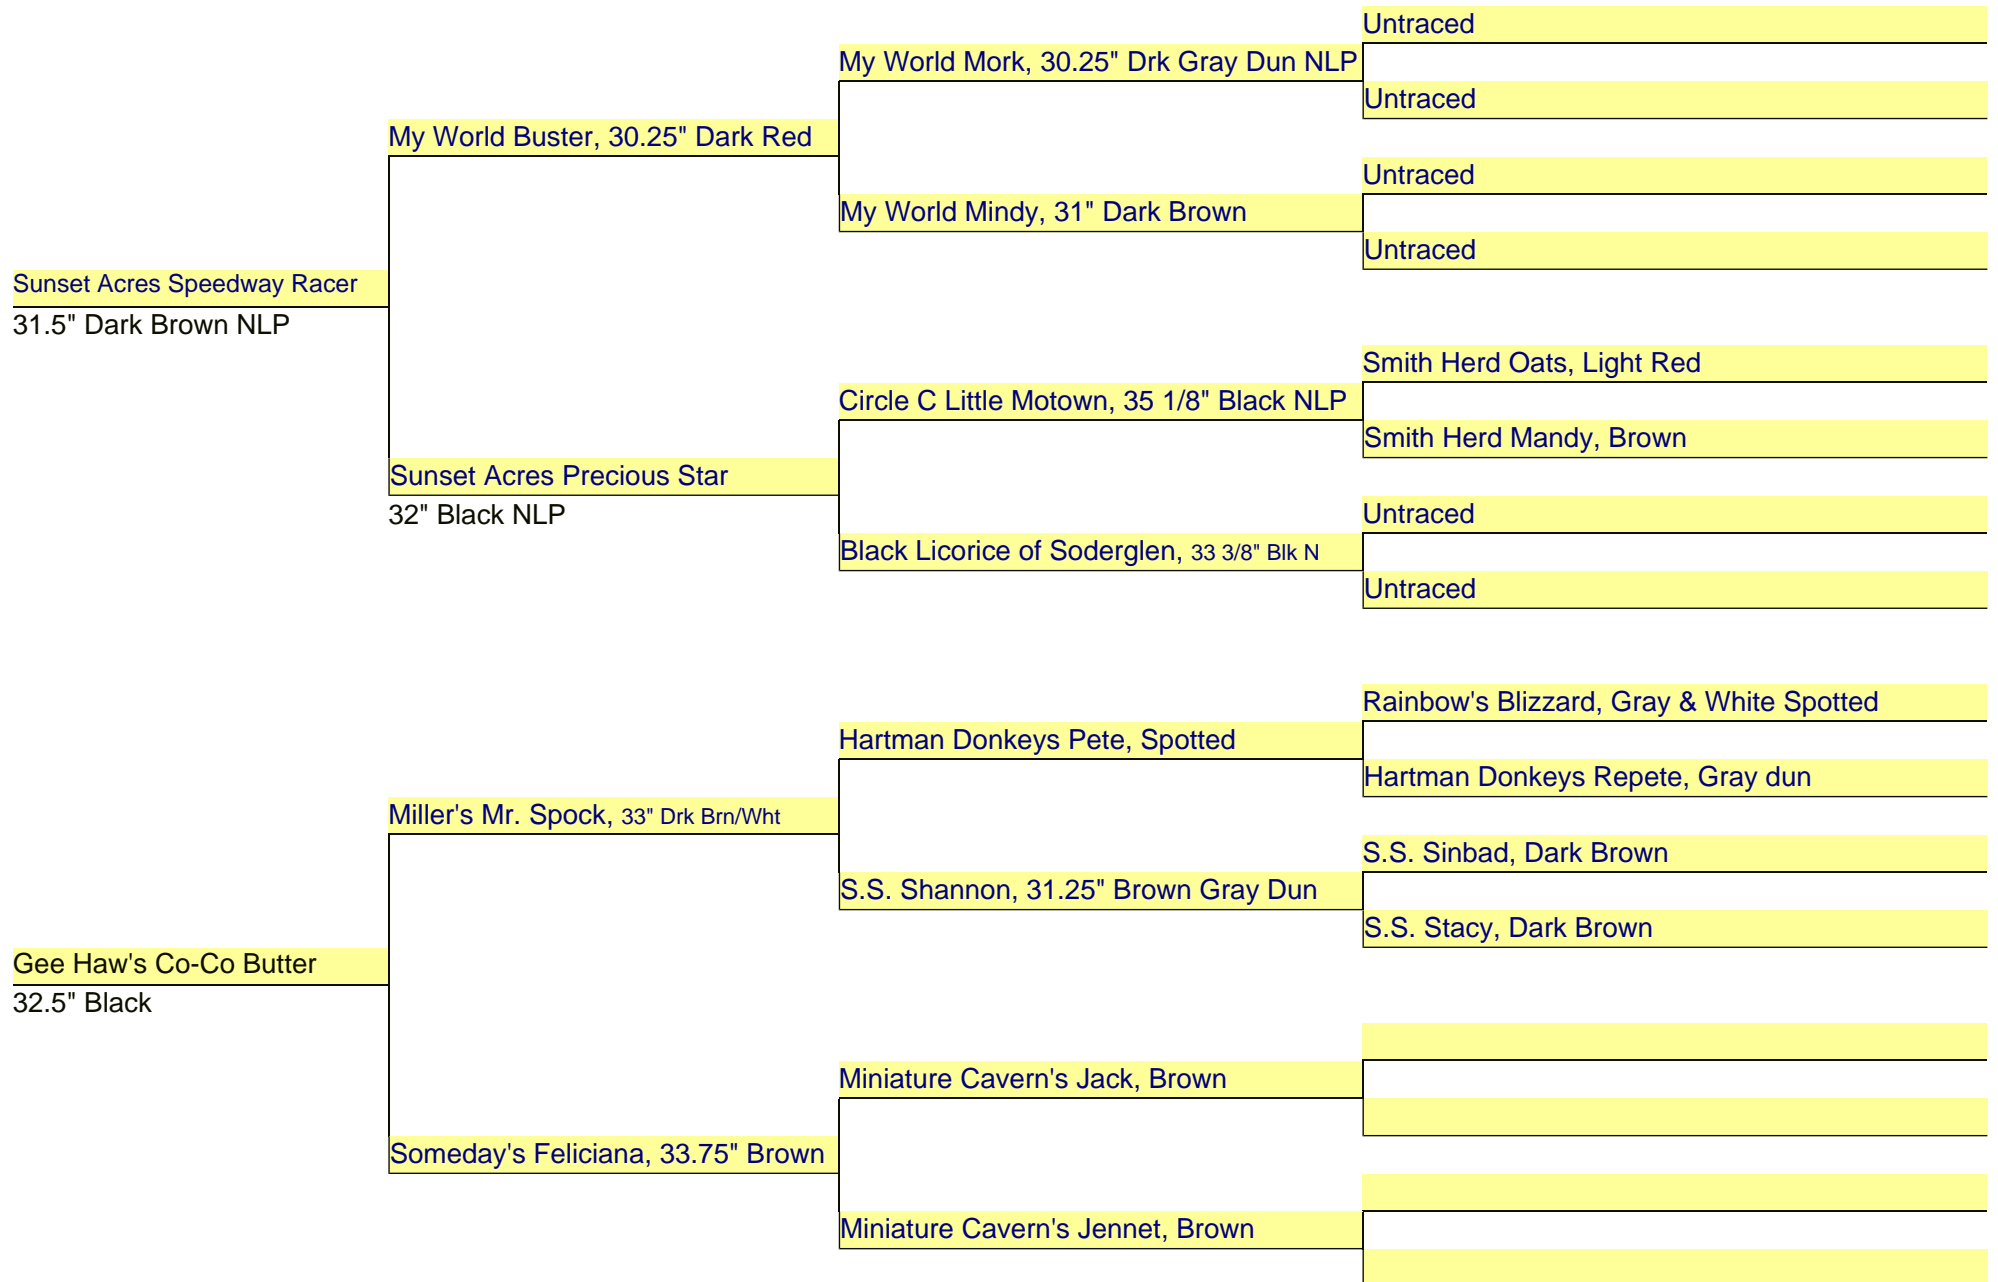 Untraced
My World Mork, 30.25" Drk Gray Dun NLP
Untraced
My World Buster, 30.25" Dark Red
Untraced
My World Mindy, 31" Dark Brown
Untraced
Sunset Acres Speedway Racer
31.5" Dark Brown NLP
Smith Herd Oats, Light Red
Circle C Little Motown, 35 1/8" Black NLP
Smith Herd Mandy, Brown
Sunset Acres Precious Star
32" Black NLP
Untraced
Black Licorice of Soderglen, 33 3/8" Blk N
Untraced
Rainbow's Blizzard, Gray & White Spotted
Hartman Donkeys Pete, Spotted
Hartman Donkeys Repete, Gray dun
Miller's Mr. Spock, 33" Drk Brn/Wht
S.S. Sinbad, Dark Brown
S.S. Shannon, 31.25" Brown Gray Dun
S.S. Stacy, Dark Brown
Gee Haw's Co-Co Butter
32.5" Black
Miniature Cavern's Jack, Brown
Someday's Feliciana, 33.75" Brown
Miniature Cavern's Jennet, Brown